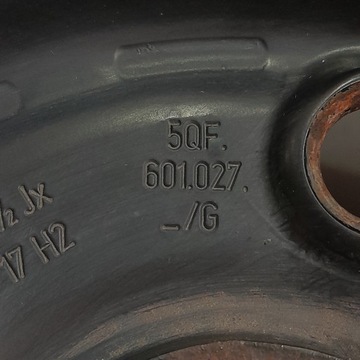 5QF.
601.027.
_/G
½ Jx
17 H2